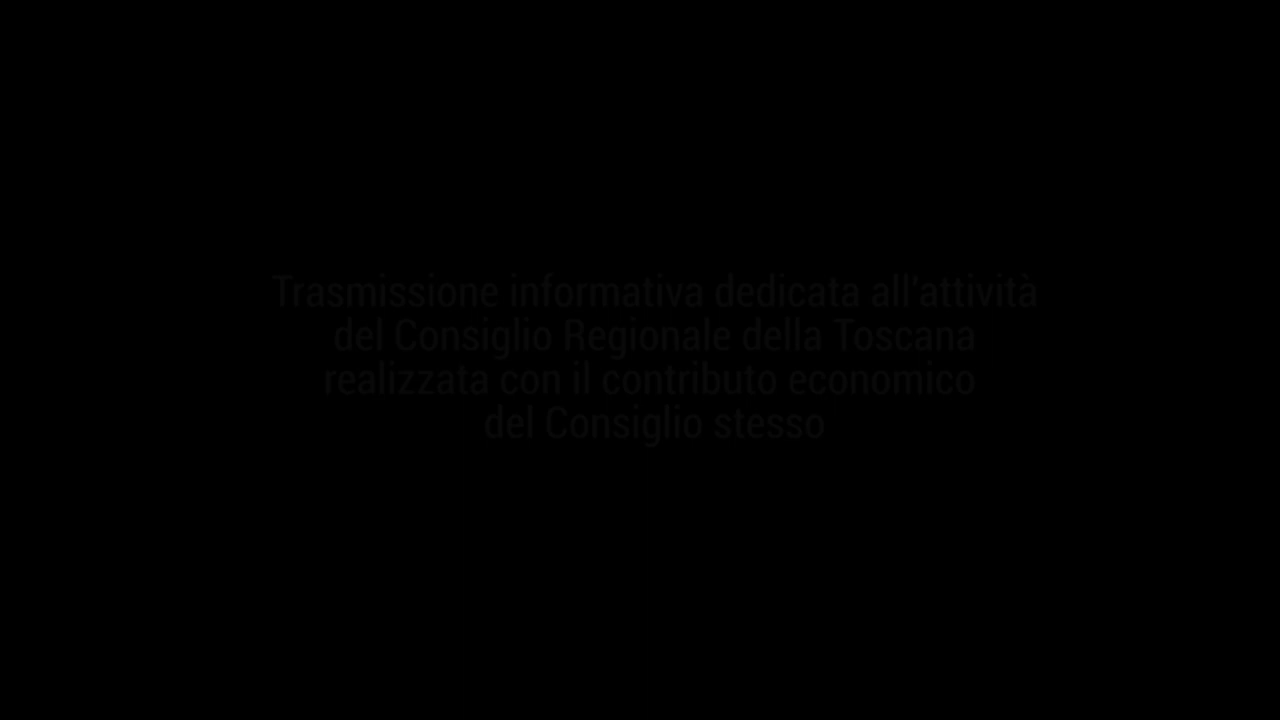 Trasmissione informativa dedicata all'attività
del Consiglio Regionale della Toscana
realizzata con il contributo economico
del Consiglio stesso